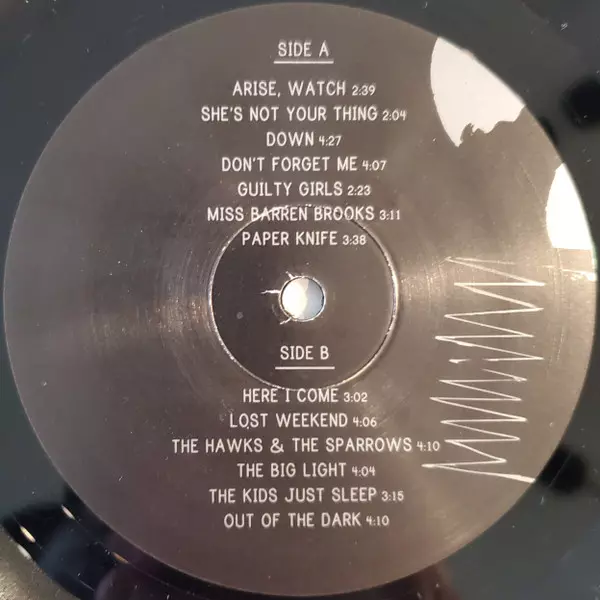 SIDE A
ARISE, WATCH 2:39
SHE'S NOT YOUR THING 2:04
DOWN 4:27
DON'T FORGET ME 4:07
GUILTY GIRLS 2:23
MISS BARREN BROOKS 3:11
PAPER KNIFE 3:38
SIDE B
HERE I COME 3:02
LOST WEEKEND 4:06
THE HAWKS & THE SPARROWS 4:10
THE BIG LIGHT 4:04
THE KIDS JUST SLEEP 3:15
OUT OF THE DARK 4:10